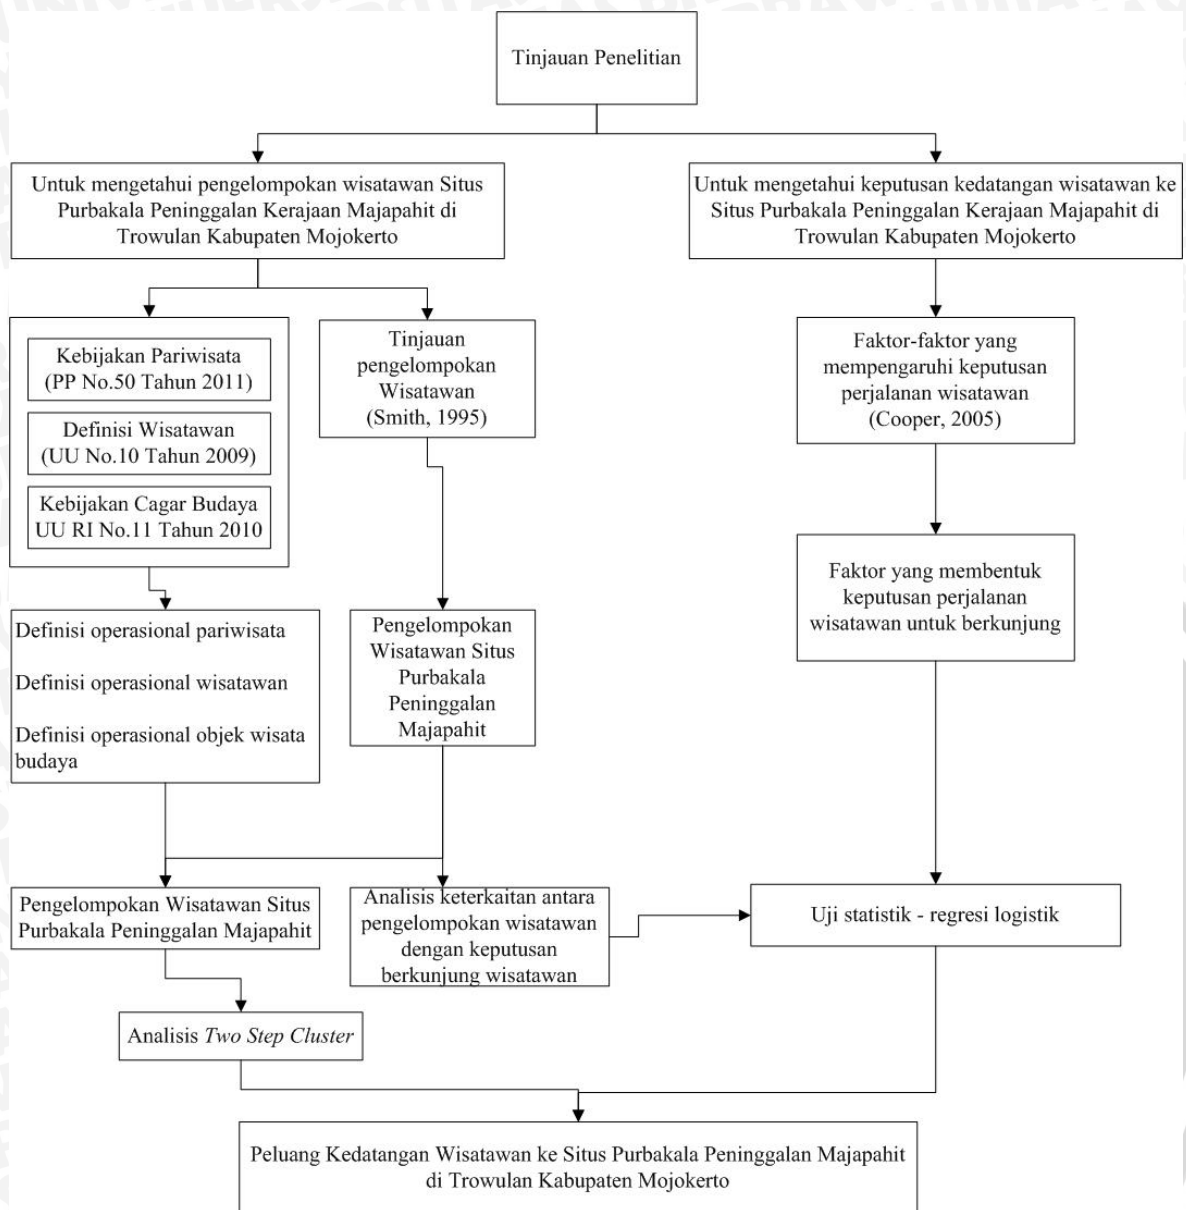 Tinjauan Penelitian
Untuk mengetahui pengelompokan wisatawan Situs
Purbakala Peninggalan Kerajaan Majapahit di
Trowulan Kabupaten Mojokerto
Untuk mengetahui keputusan kedatangan wisatawan ke
Situs Purbakala Peninggalan Kerajaan Majapahit di
Trowulan Kabupaten Mojokerto
Kebijakan Pariwisata
(PP No.50 Tahun 2011)
Definisi Wisatawan
(UU No.10 Tahun 2009)
Kebijakan Cagar Budaya
UU RI No.11 Tahun 2010
Tinjauan
pengelompokan
Wisatawan
(Smith, 1995)
Faktor-faktor yang
mempengaruhi keputusan
perjalanan wisatawan
(Cooper, 2005)
Faktor yang membentuk
keputusan perjalanan
wisatawan untuk berkunjung
Definisi operasional pariwisata
Definisi operasional wisatawan
Definisi operasional objek wisata
budaya
Pengelompokan
Wisatawan Situs
Purbakala
Peninggalan
Majapahit
Pengelompokan Wisatawan Situs
Purbakala Peninggalan Majapahit
Analisis keterkaitan antara
pengelompokan wisatawan
dengan keputusan
berkunjung wisatawan
Uji statistik - regresi logistik
Analisis Two Step Cluster
Peluang Kedatangan Wisatawan ke Situs Purbakala Peninggalan Majapahit
di Trowulan Kabupaten Mojokerto